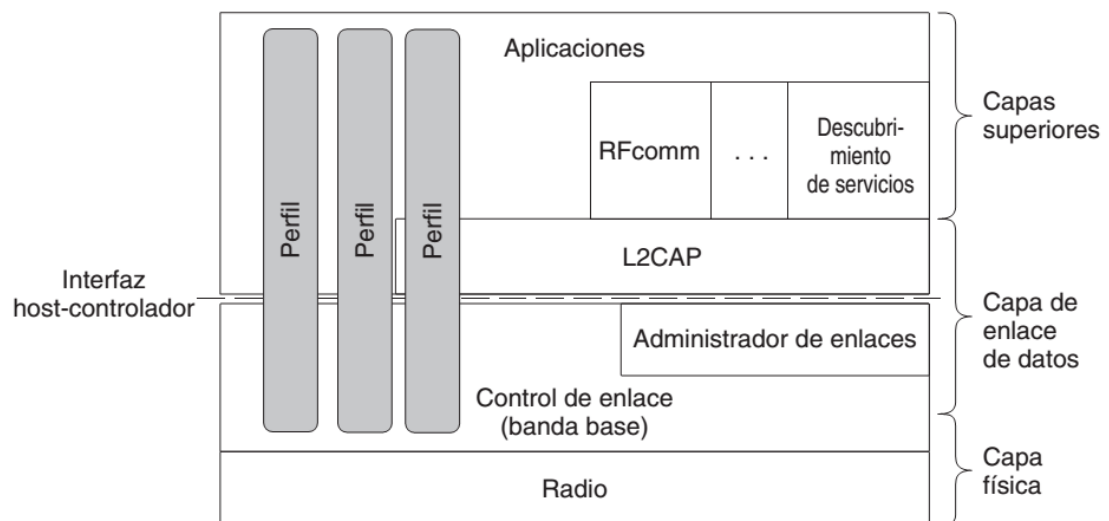 Aplicaciones
Perfil
Perfil
Perfil
RFcomm
. . .
Descubri-
miento
de servicios
Capas
superiores
L2CAP
Interfaz
host-controlador
Administrador de enlaces
Capa de
enlace
de datos
Control de enlace
(banda base)
Radio
Capa
física